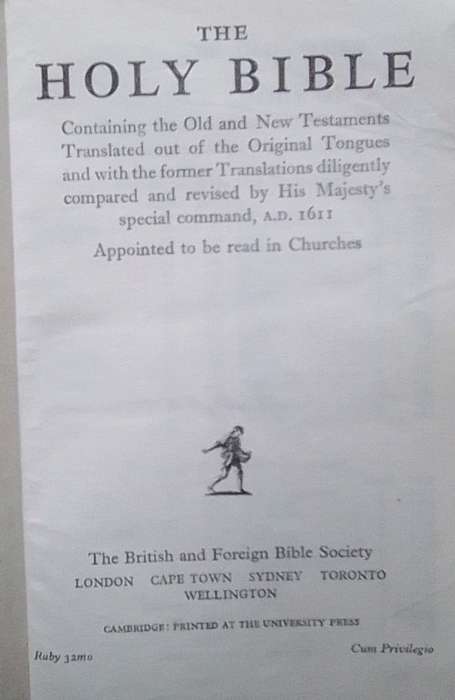 THE
HOLY BIBLE
Containing the Old and New Testaments
Translated out of the Original Tongues
and with the former Translations diligently
compared and revised by His Majesty's
special command, A.D. 1611
Appointed to be read in Churches
The British and Foreign Bible Society
LONDON CAPE TOWN SYDNEY TORONTO
WELLINGTON
CAMBRIDGE: PRINTED AT THE UNIVERSITY PRESS
Ruby 32mo
Cum Privilegio